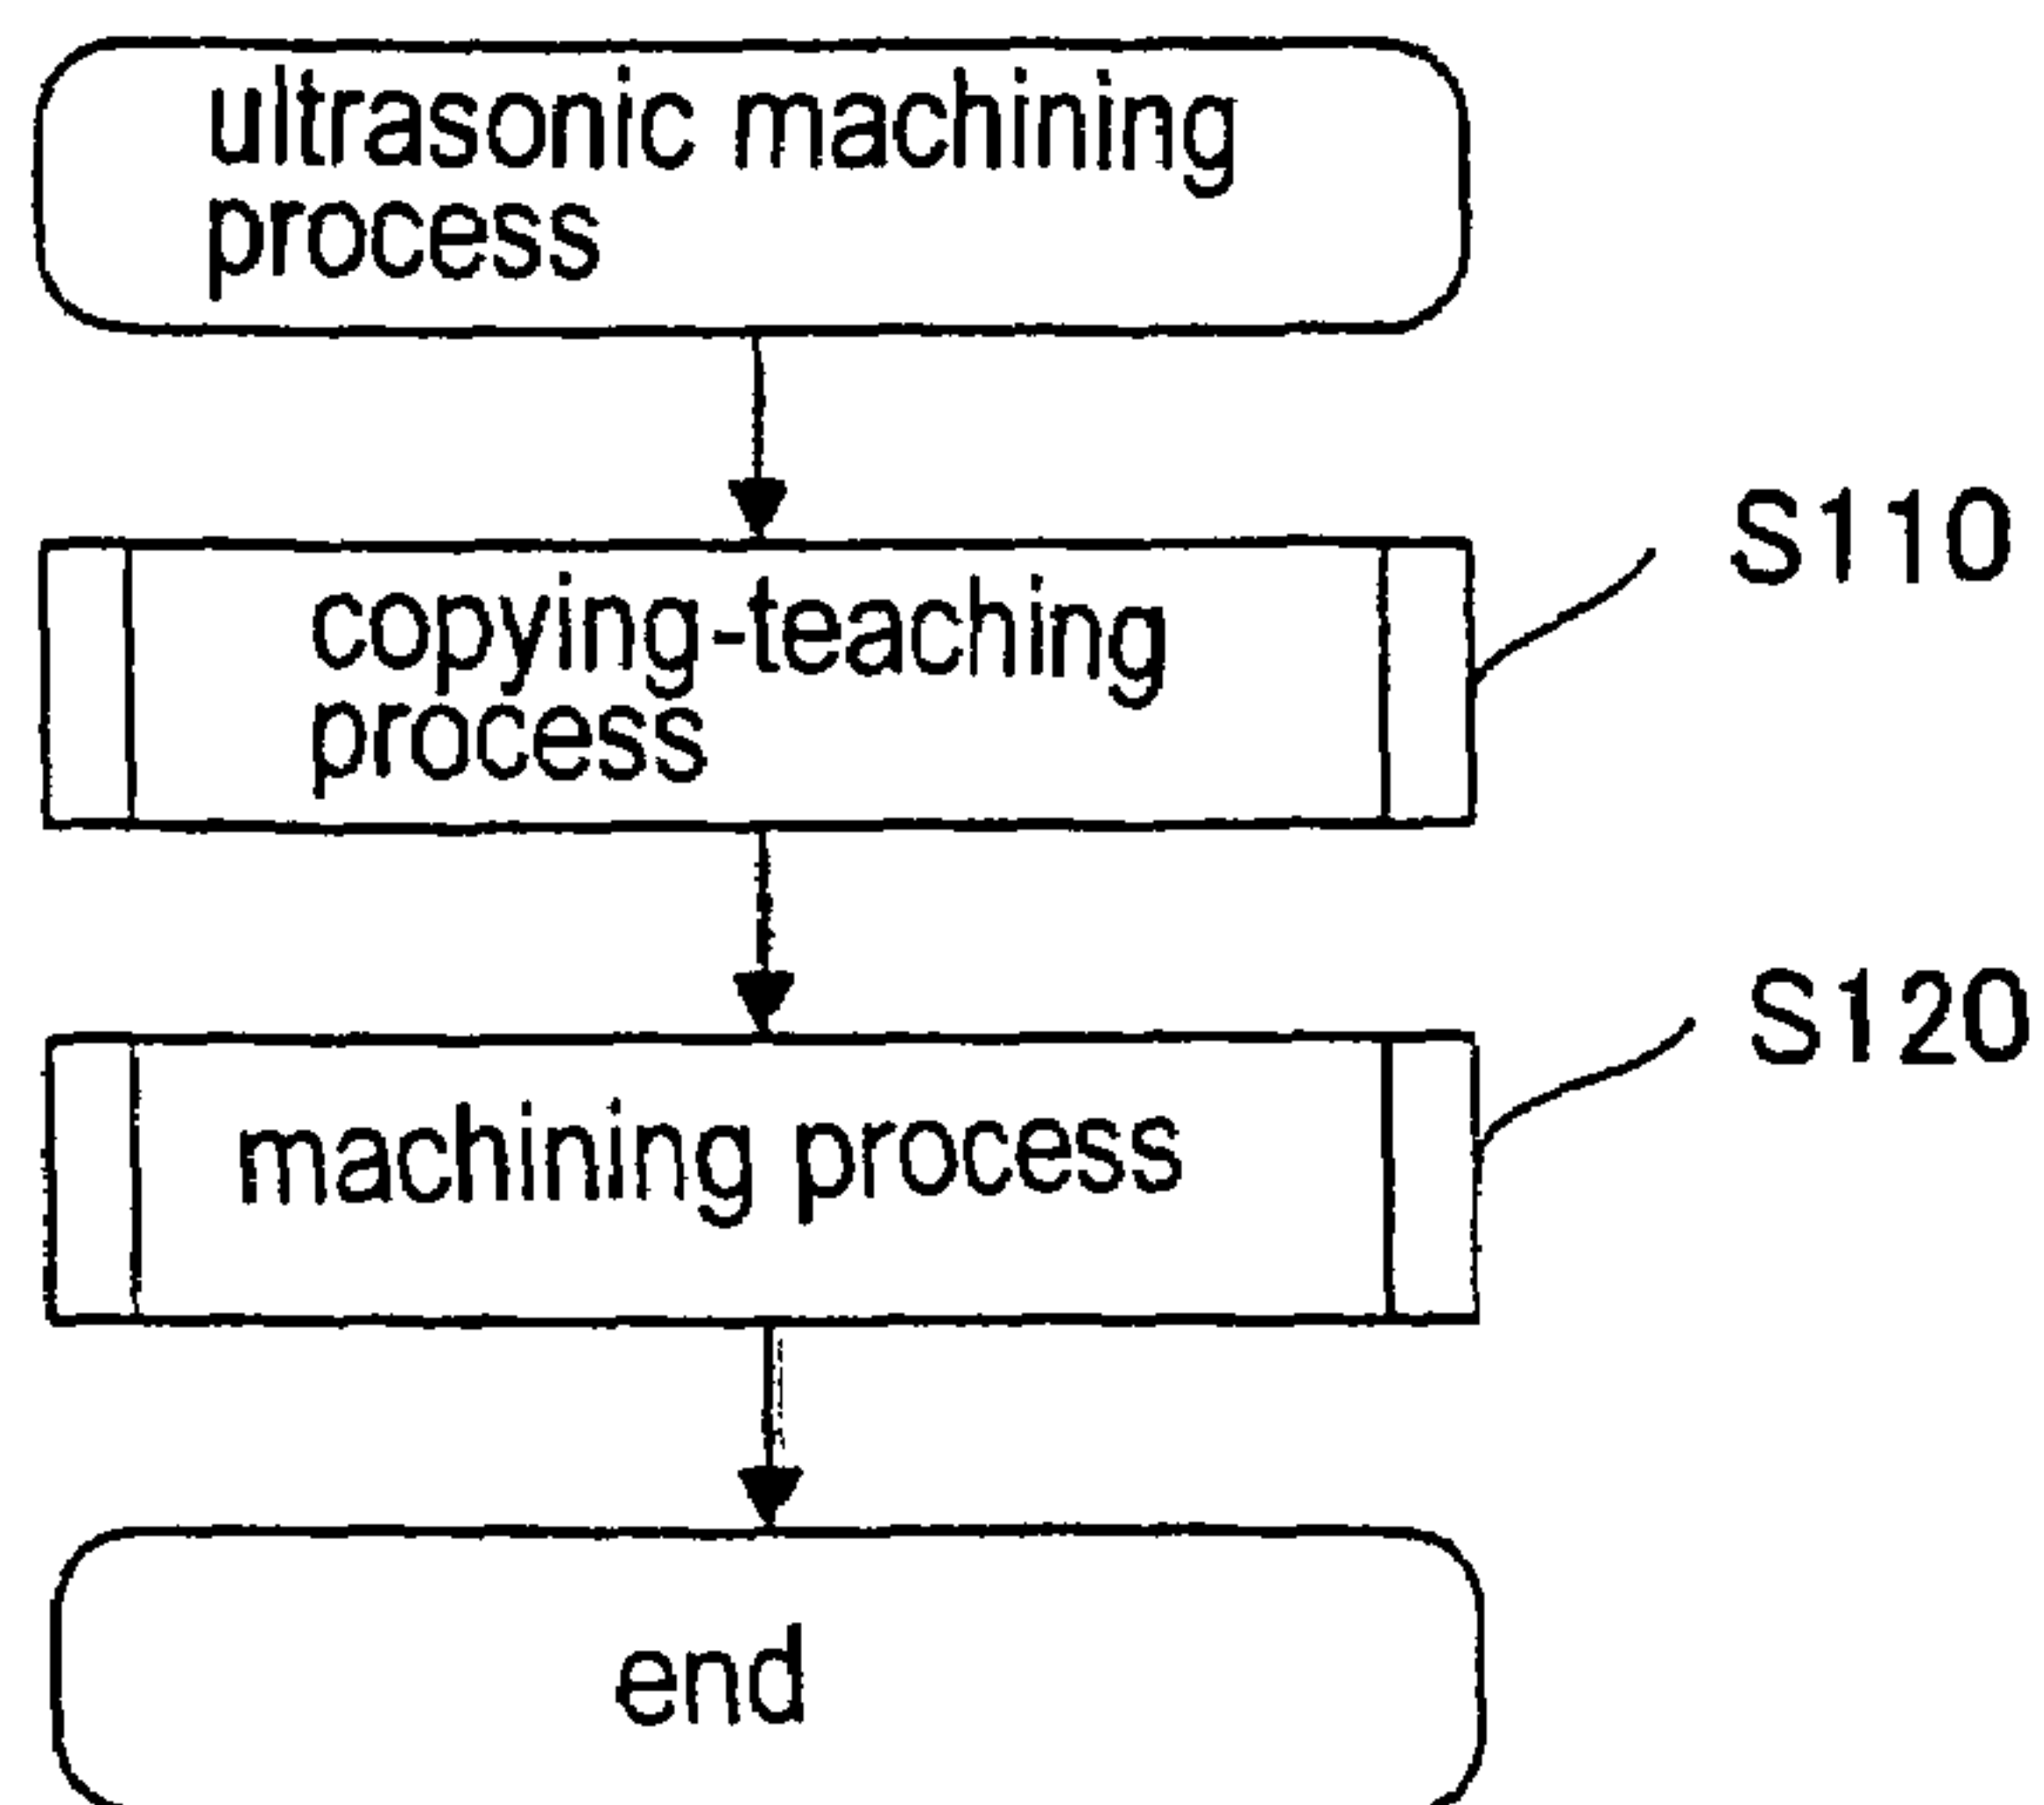 ultrasonic machining
process
S110
copying-teaching
process
S120
machining process
end